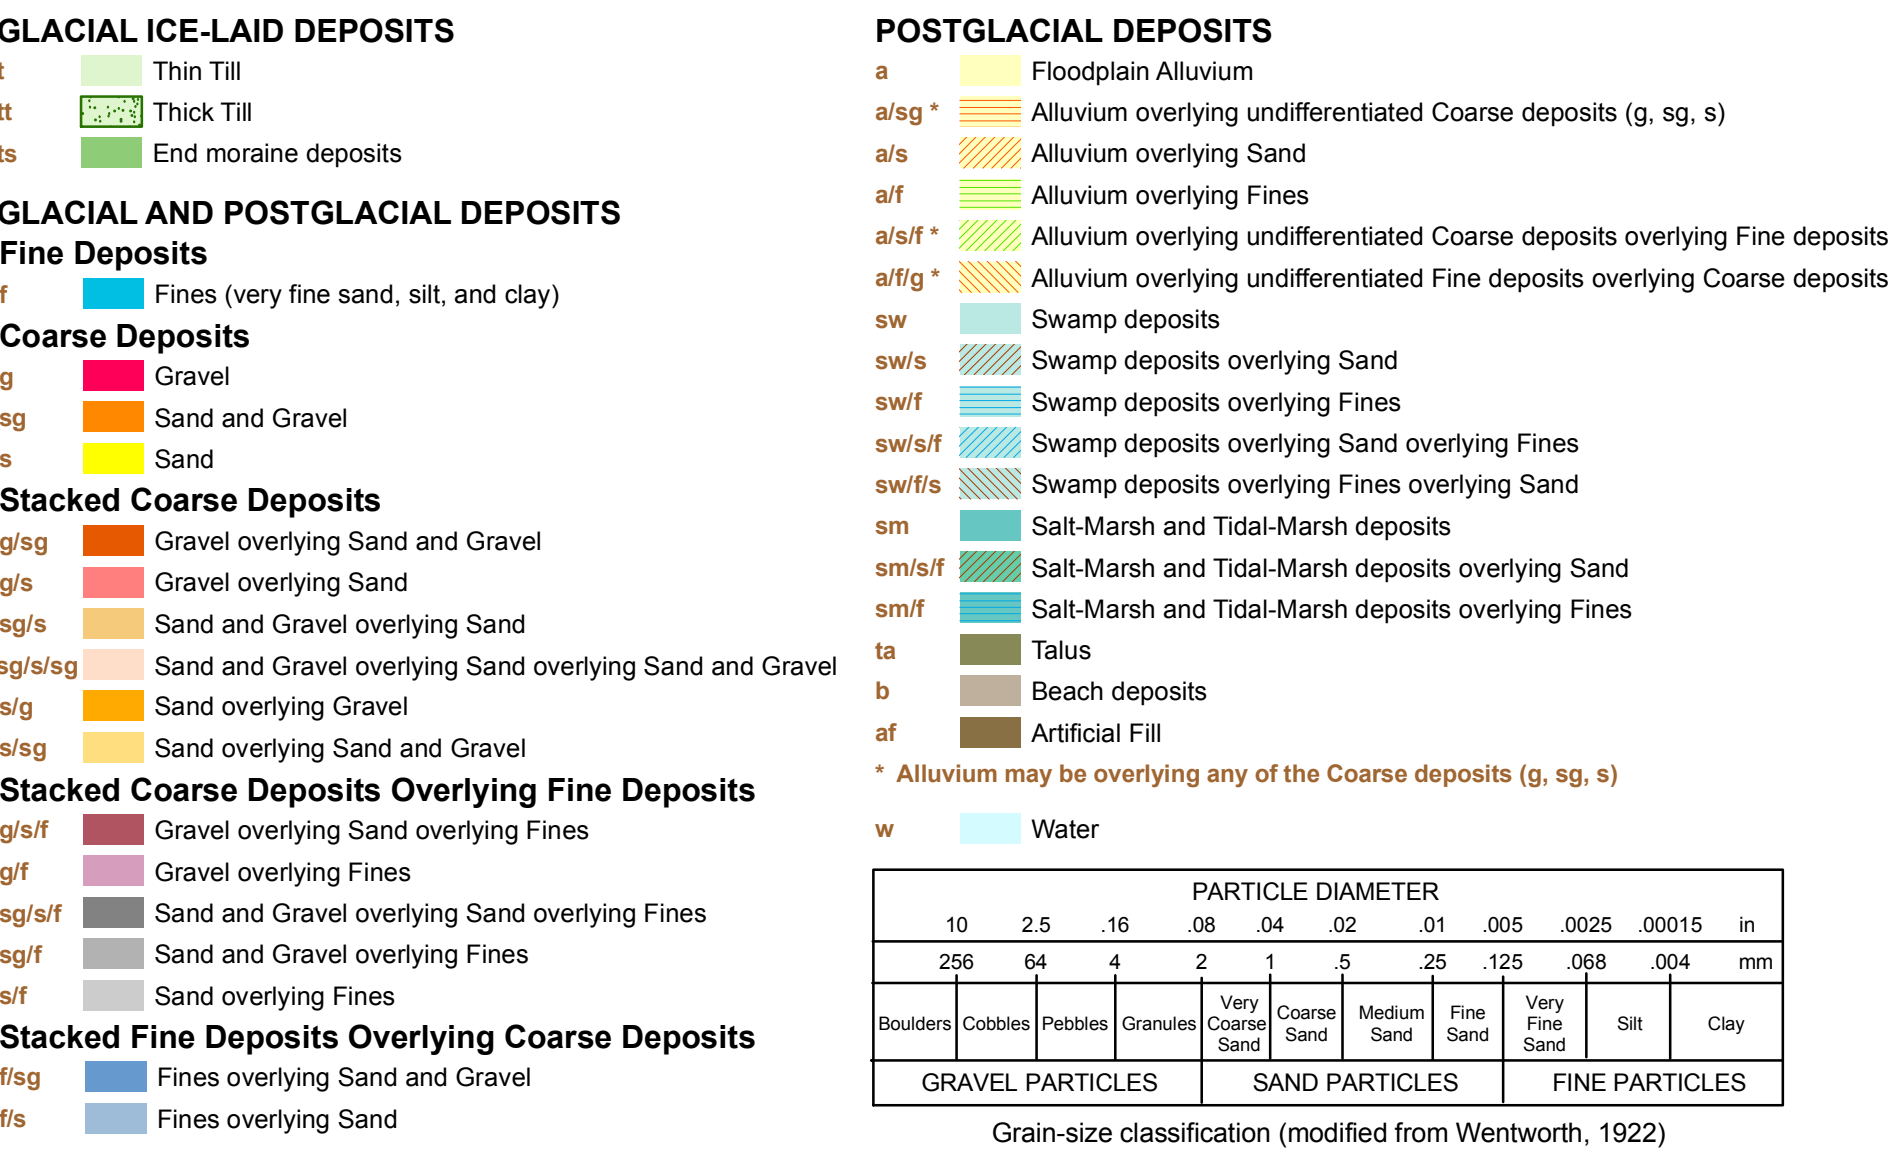 GLACIAL ICE-LAID DEPOSITS
t Thin Till
tt Thick Till
ts End moraine deposits
GLACIAL AND POSTGLACIAL DEPOSITS
Fine Deposits
f Fines (very fine sand, silt, and clay)
Coarse Deposits
g Gravel
sg Sand and Gravel
s Sand
Stacked Coarse Deposits
g/sg Gravel overlying Sand and Gravel
g/s Gravel overlying Sand
sg/s Sand and Gravel overlying Sand
sg/s/sg Sand and Gravel overlying Sand overlying Sand and Gravel
s/g Sand overlying Gravel
s/sg Sand overlying Sand and Gravel
Stacked Coarse Deposits Overlying Fine Deposits
g/s/f Gravel overlying Sand overlying Fines
g/f Gravel overlying Fines
sg/s/f Sand and Gravel overlying Sand overlying Fines
sg/f Sand and Gravel overlying Fines
s/f Sand overlying Fines
Stacked Fine Deposits Overlying Coarse Deposits
f/sg Fines overlying Sand and Gravel
f/s Fines overlying Sand
POSTGLACIAL DEPOSITS
a Floodplain Alluvium
a/sg * Alluvium overlying undifferentiated Coarse deposits (g, sg, s)
a/s Alluvium overlying Sand
a/f Alluvium overlying Fines
a/s/f * Alluvium overlying undifferentiated Coarse deposits overlying Fine deposits
a/f/g * Alluvium overlying undifferentiated Fine deposits overlying Coarse deposits
sw Swamp deposits
sw/s Swamp deposits overlying Sand
sw/f Swamp deposits overlying Fines
sw/s/f Swamp deposits overlying Sand overlying Fines
sw/f/s Swamp deposits overlying Fines overlying Sand
sm Salt-Marsh and Tidal-Marsh deposits
sm/s/f Salt-Marsh and Tidal-Marsh deposits overlying Sand
sm/f Salt-Marsh and Tidal-Marsh deposits overlying Fines
ta Talus
b Beach deposits
af Artificial Fill
* Alluvium may be overlying any of the Coarse deposits (g, sg, s)
w Water
PARTICLE DIAMETER
10 2.5 .16 .08 .04 .02 .01 .005 .0025 .00015 in
256 64 4 2 1 .5 .25 .125 .068 .004 mm
Boulders Cobbles Pebbles Granules Very Coarse Sand Coarse Sand Medium Sand Fine Sand Very Fine Sand Silt Clay
GRAVEL PARTICLES SAND PARTICLES FINE PARTICLES
Grain-size classification (modified from Wentworth, 1922)